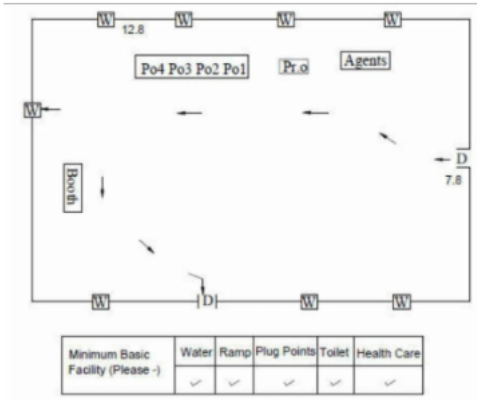 W W W W
12.8
Po4 Po3 Po2 Po1 Pr.o Agents
W
D
7.8
Booth
W D W W
Minimum Basic Facility (Please -) Water Ramp Plug Points Toilet Health Care
✓ ✓ ✓ ✓ ✓